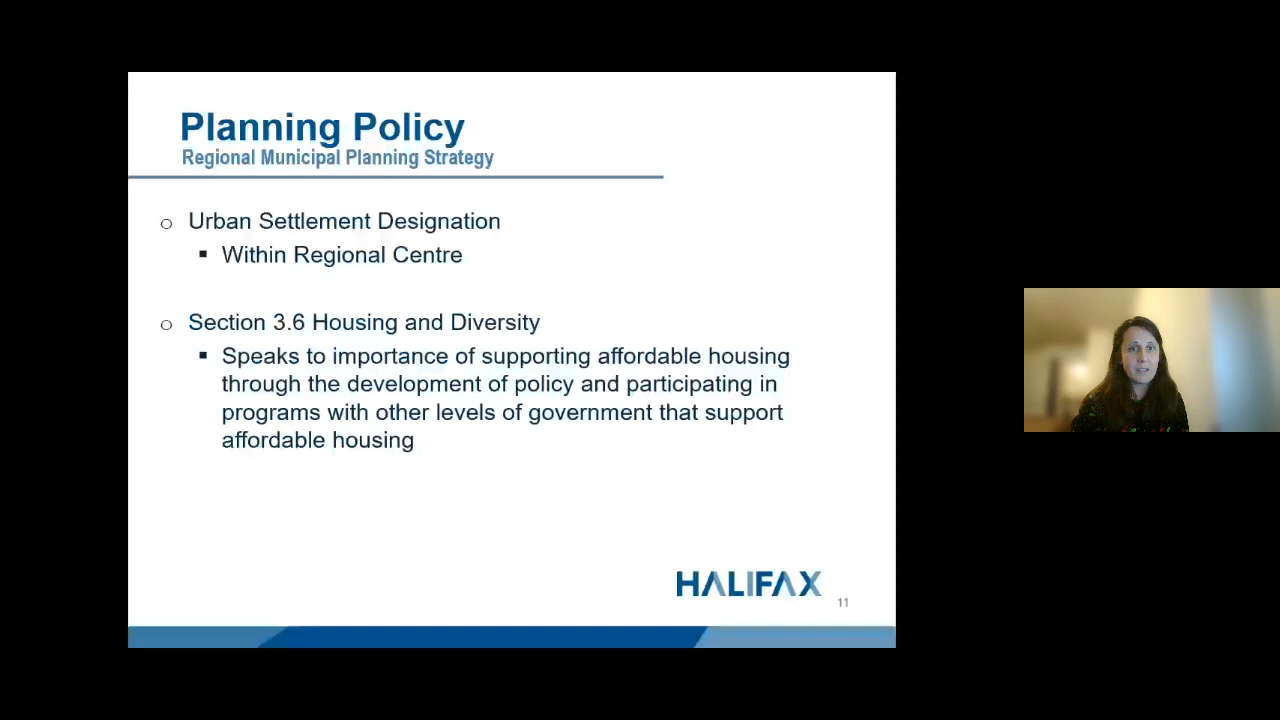 Planning Policy
Regional Municipal Planning Strategy
o Urban Settlement Designation
▪ Within Regional Centre
o Section 3.6 Housing and Diversity
▪ Speaks to importance of supporting affordable housing
through the development of policy and participating in
programs with other levels of government that support
affordable housing
HALIFAX
11